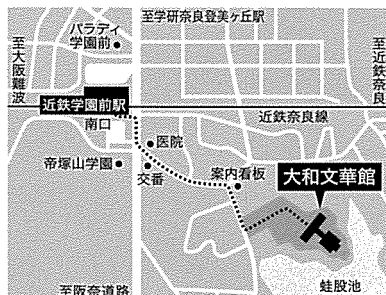 至学研奈良登美ヶ丘駅
パラディ
学園前
至大阪難波
至近鉄奈良
近鉄学園前駅
南口
近鉄奈良線
医院
帝塚山学園
交番
案内看板
大和文華館
至阪奈道路
蛙股池